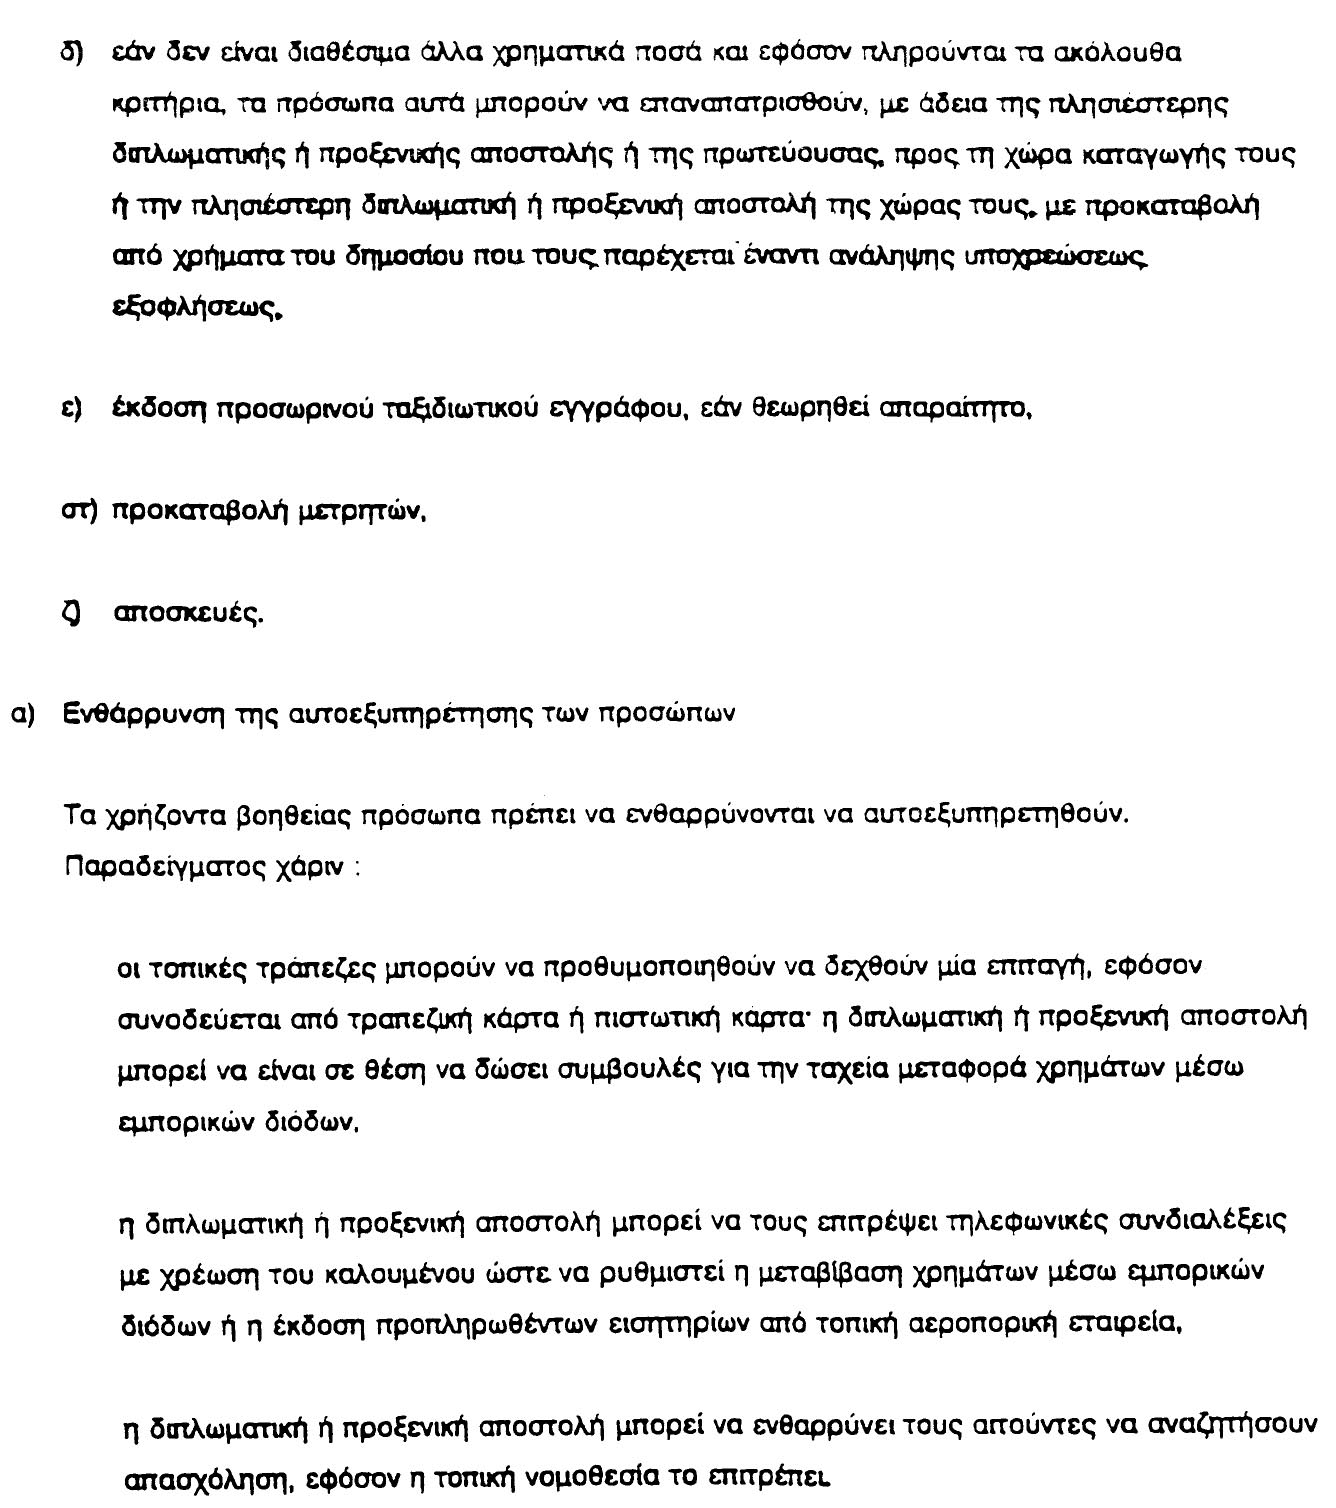 δ) εάν δεν είναι διαθέσιμα άλλα χρηματικά ποσά και εφόσον πληρούνται τα ακόλουθα
κριτήρια, τα πρόσωπα αυτά μπορούν να επαναπατρισθούν, με άδεια της πλησιέστερης
διπλωματικής ή προξενικής αποστολής ή της πρωτεύουσας, προς τη χώρα καταγωγής τους
ή την πλησιέστερη διπλωματική ή προξενική αποστολή της χώρας τους, με προκαταβολή
από χρήματα του δημοσίου που τους παρέχεται έναντι ανάληψης υποχρεώσεως
εξοφλήσεως,
ε) έκδοση προσωρινού ταξιδιωτικού εγγράφου, εάν θεωρηθεί απαραίτητο,
στ) προκαταβολή μετρητών,
ζ) αποσκευές.
α) Ενθάρρυνση της αυτοεξυπηρέτησης των προσώπων
Τα χρήζοντα βοηθείας πρόσωπα πρέπει να ενθαρρύνονται να αυτοεξυπηρετηθούν.
Παραδείγματος χάριν :
οι τοπικές τράπεζες μπορούν να προθυμοποιηθούν να δεχθούν μία επιταγή, εφόσον
συνοδεύεται από τραπεζική κάρτα ή πιστωτική κάρτα· η διπλωματική ή προξενική αποστολή
μπορεί να είναι σε θέση να δώσει συμβουλές για την ταχεία μεταφορά χρημάτων μέσω
εμπορικών διόδων,
η διπλωματική ή προξενική αποστολή μπορεί να τους επιτρέψει τηλεφωνικές συνδιαλέξεις
με χρέωση του καλουμένου ώστε να ρυθμιστεί η μεταβίβαση χρημάτων μέσω εμπορικών
διόδων ή η έκδοση προπληρωθέντων εισητηρίων από τοπική αεροπορική εταιρεία,
η διπλωματική ή προξενική αποστολή μπορεί να ενθαρρύνει τους αιτούντες να αναζητήσουν
απασχόληση, εφόσον η τοπική νομοθεσία το επιτρέπει.